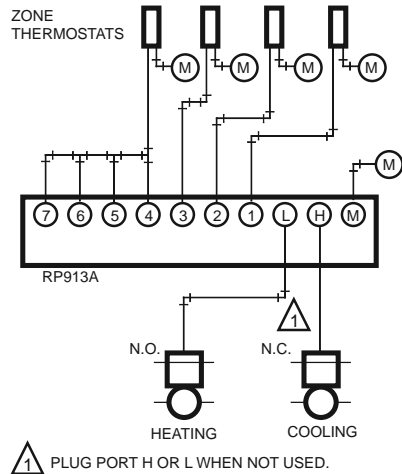 ZONE
THERMOSTATS
M M M M
M
7 6 5 4 3 2 1 L H M
RP913A
1
N.O. N.C.
HEATING COOLING
1 PLUG PORT H OR L WHEN NOT USED.